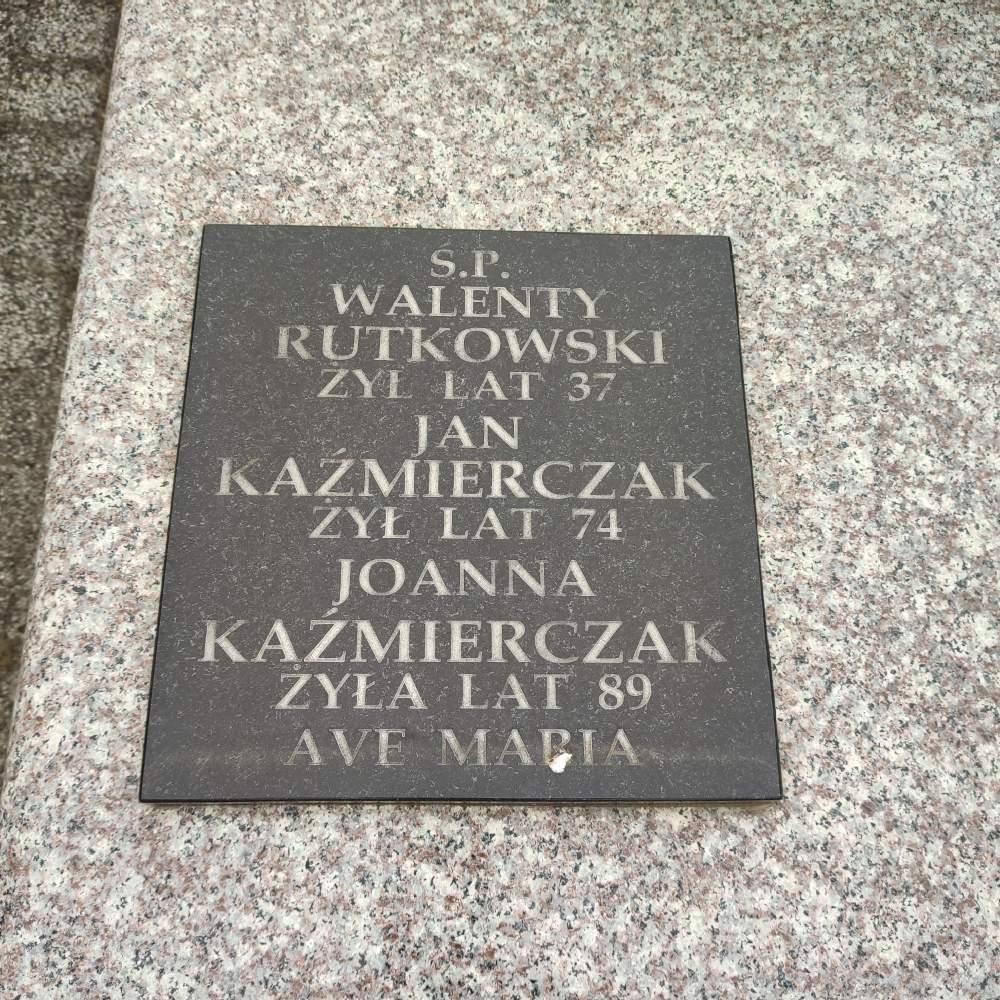 Ś.P.
WALENTY
RUTKOWSKI
ŻYŁ LAT 37
JAN
KAŹMIERCZAK
ŻYŁ LAT 74
JOANNA
KAŹMIERCZAK
ŻYŁA LAT 89
AVE MARIA